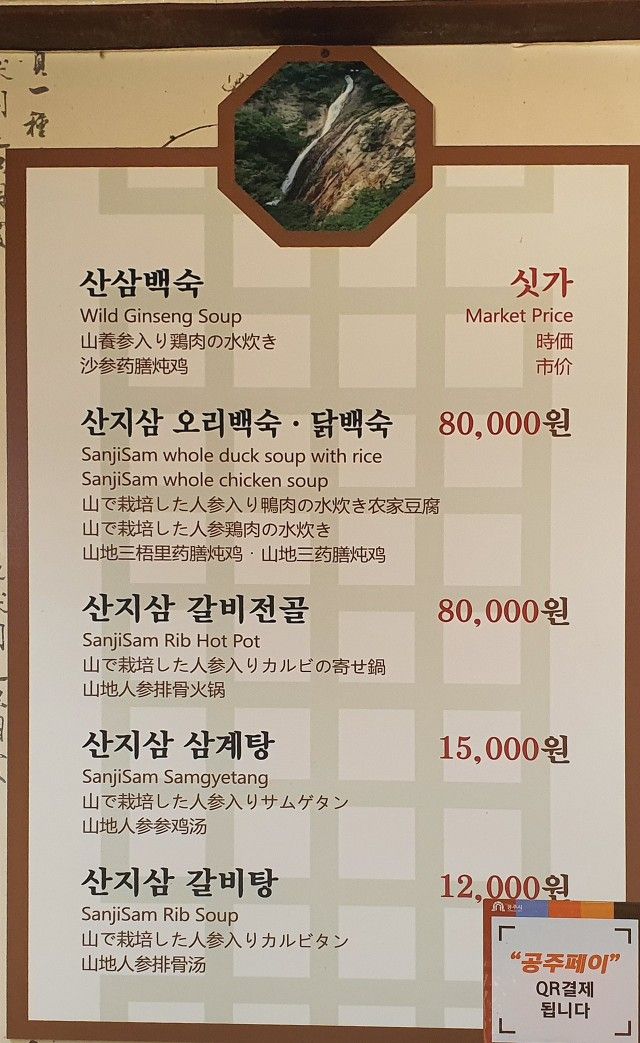 一種
산삼백숙
싯가
Wild Ginseng Soup
Market Price
山養参入り鶏肉の水炊き
時価
沙参药膳炖鸡
市价
산지삼 오리백숙 · 닭백숙
80,000원
SanjiSam whole duck soup with rice
SanjiSam whole chicken soup
山で栽培した人参入り鴨肉の水炊き农家豆腐
山で栽培した人参鶏肉の水炊き
山地三梧里药膳炖鸡 · 山地三药膳炖鸡
산지삼 갈비전골
80,000원
SanjiSam Rib Hot Pot
山で栽培した人参入りカルビの寄せ鍋
山地人参排骨火锅
산지삼 삼계탕
15,000원
SanjiSam Samgyetang
山で栽培した人参入りサムゲタン
山地人参参鸡汤
산지삼 갈비탕
12,000원
SanjiSam Rib Soup
山で栽培した人参入りカルビタン
山地人参排骨汤
공주시
“공주페이”
QR결제
됩니다